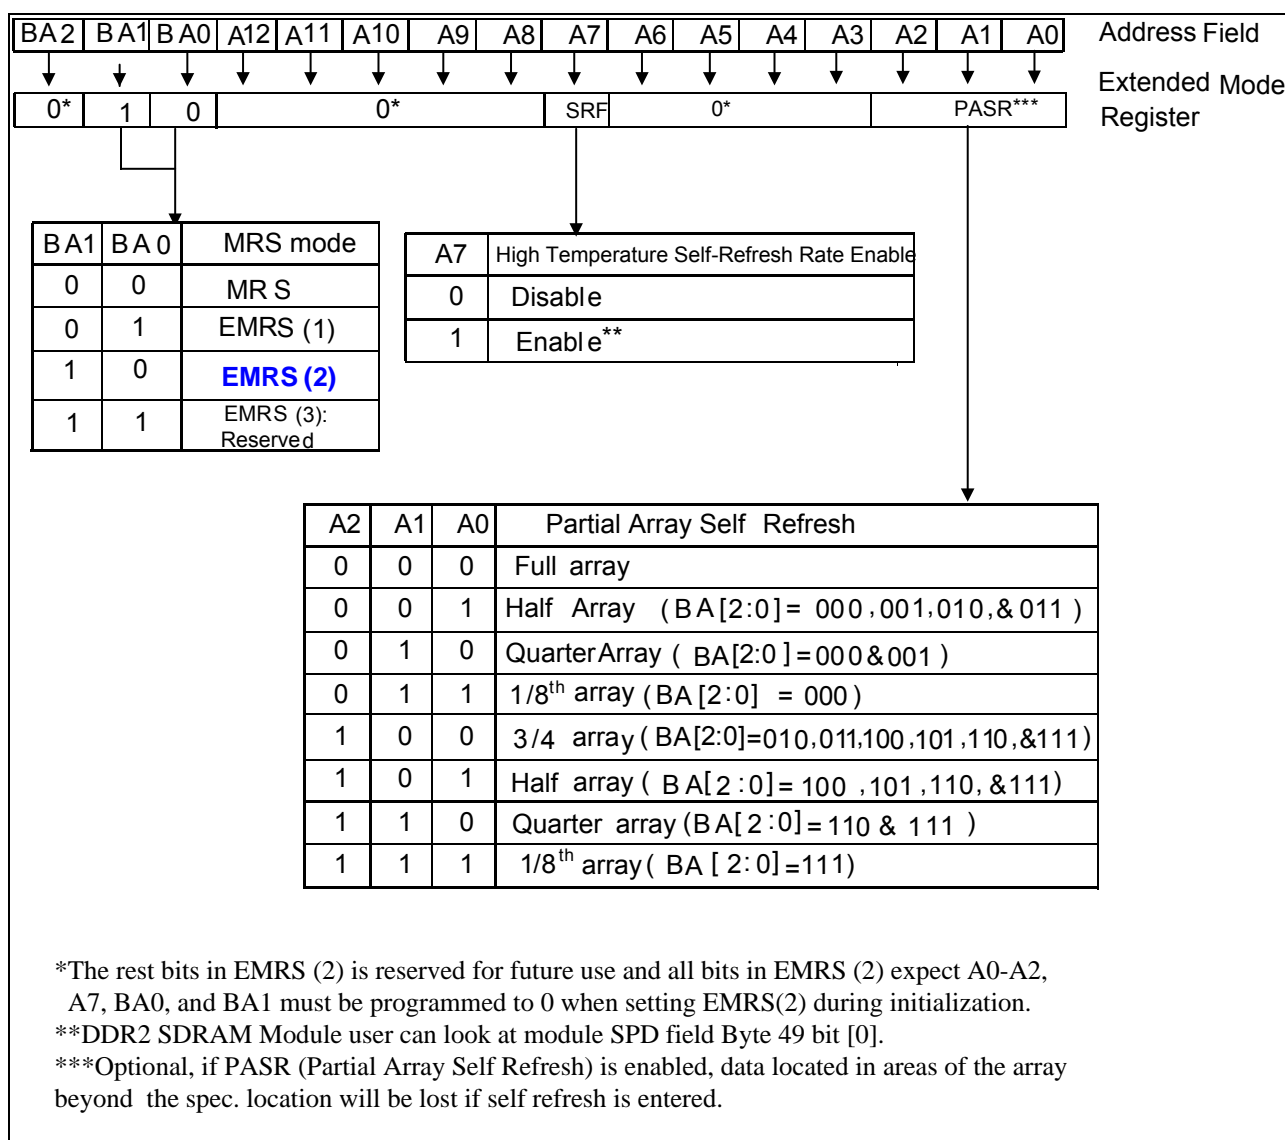 BA2 BA1 BA0 A12 A11 A10 A9 A8 A7 A6 A5 A4 A3 A2 A1 A0 Address Field
0* 1 0 0* SRF 0* PASR*** Extended Mode Register
BA1 BA0 MRS mode
0 0 MRS
0 1 EMRS (1)
1 0 EMRS (2)
1 1 EMRS (3): Reserved
A7 High Temperature Self-Refresh Rate Enable
0 Disable
1 Enable**
A2 A1 A0 Partial Array Self Refresh
0 0 0 Full array
0 0 1 Half Array (BA[2:0]= 000,001,010,&011)
0 1 0 Quarter Array (BA[2:0]=000&001)
0 1 1 1/8th array (BA[2:0] = 000)
1 0 0 3/4 array (BA[2:0]=010,011,100,101,110,&111)
1 0 1 Half array (BA[2:0]=100,101,110,&111)
1 1 0 Quarter array (BA[2:0]=110 & 111)
1 1 1 1/8th array (BA[2:0]=111)
*The rest bits in EMRS (2) is reserved for future use and all bits in EMRS (2) expect A0-A2,
A7, BA0, and BA1 must be programmed to 0 when setting EMRS(2) during initialization.
**DDR2 SDRAM Module user can look at module SPD field Byte 49 bit [0].
***Optional, if PASR (Partial Array Self Refresh) is enabled, data located in areas of the array
beyond the spec. location will be lost if self refresh is entered.